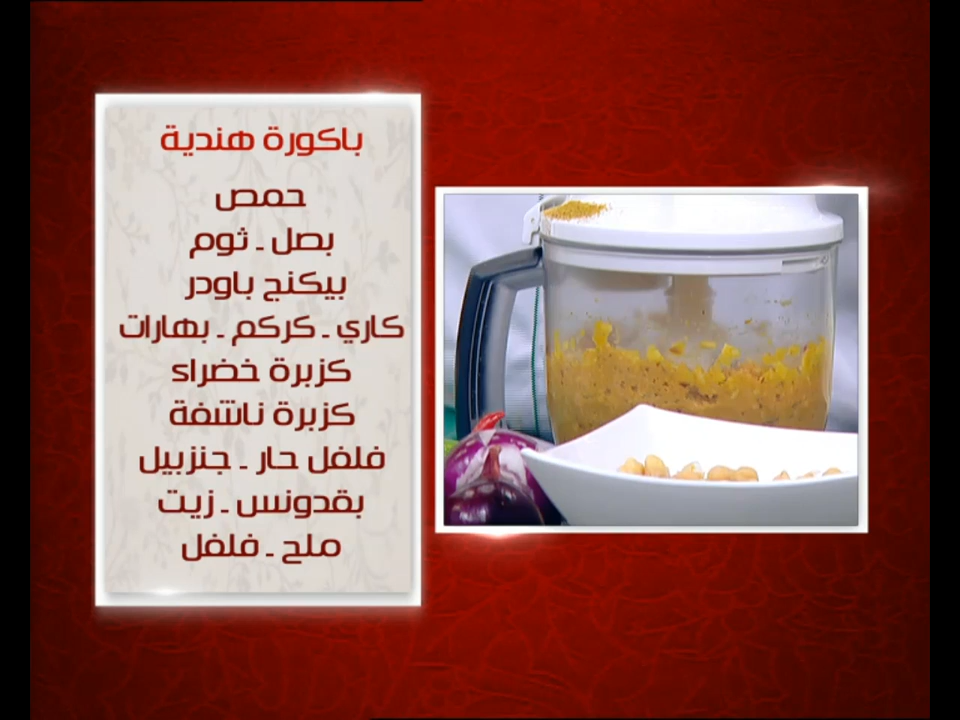 باكورة هندية
حمص
بصل ـ ثوم
بيكنج باودر
كاري ـ كركم ـ بهارات
كزبرة خضراء
كزبرة ناشفة
فلفل حار ـ جنزبيل
بقدونس ـ زيت
ملح ـ فلفل